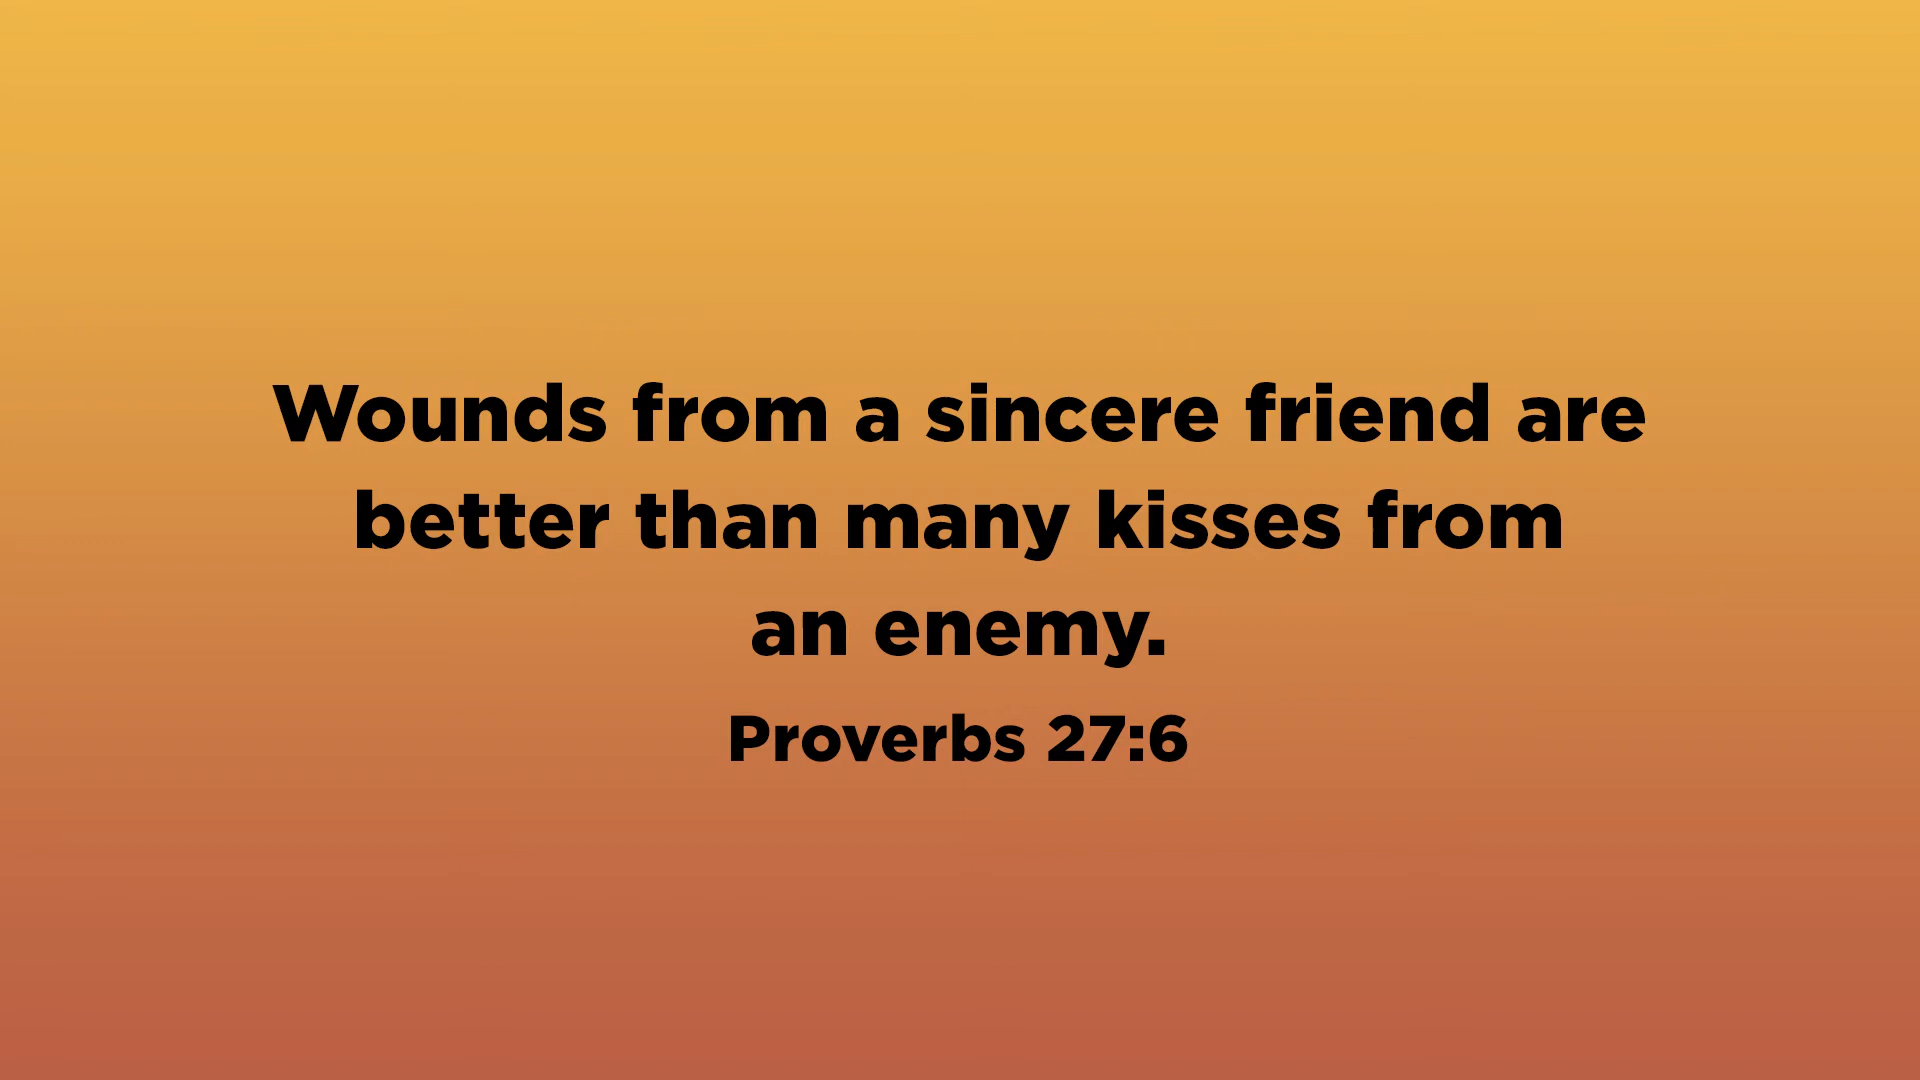 Wounds from a sincere friend are
better than many kisses from
an enemy.
Proverbs 27:6